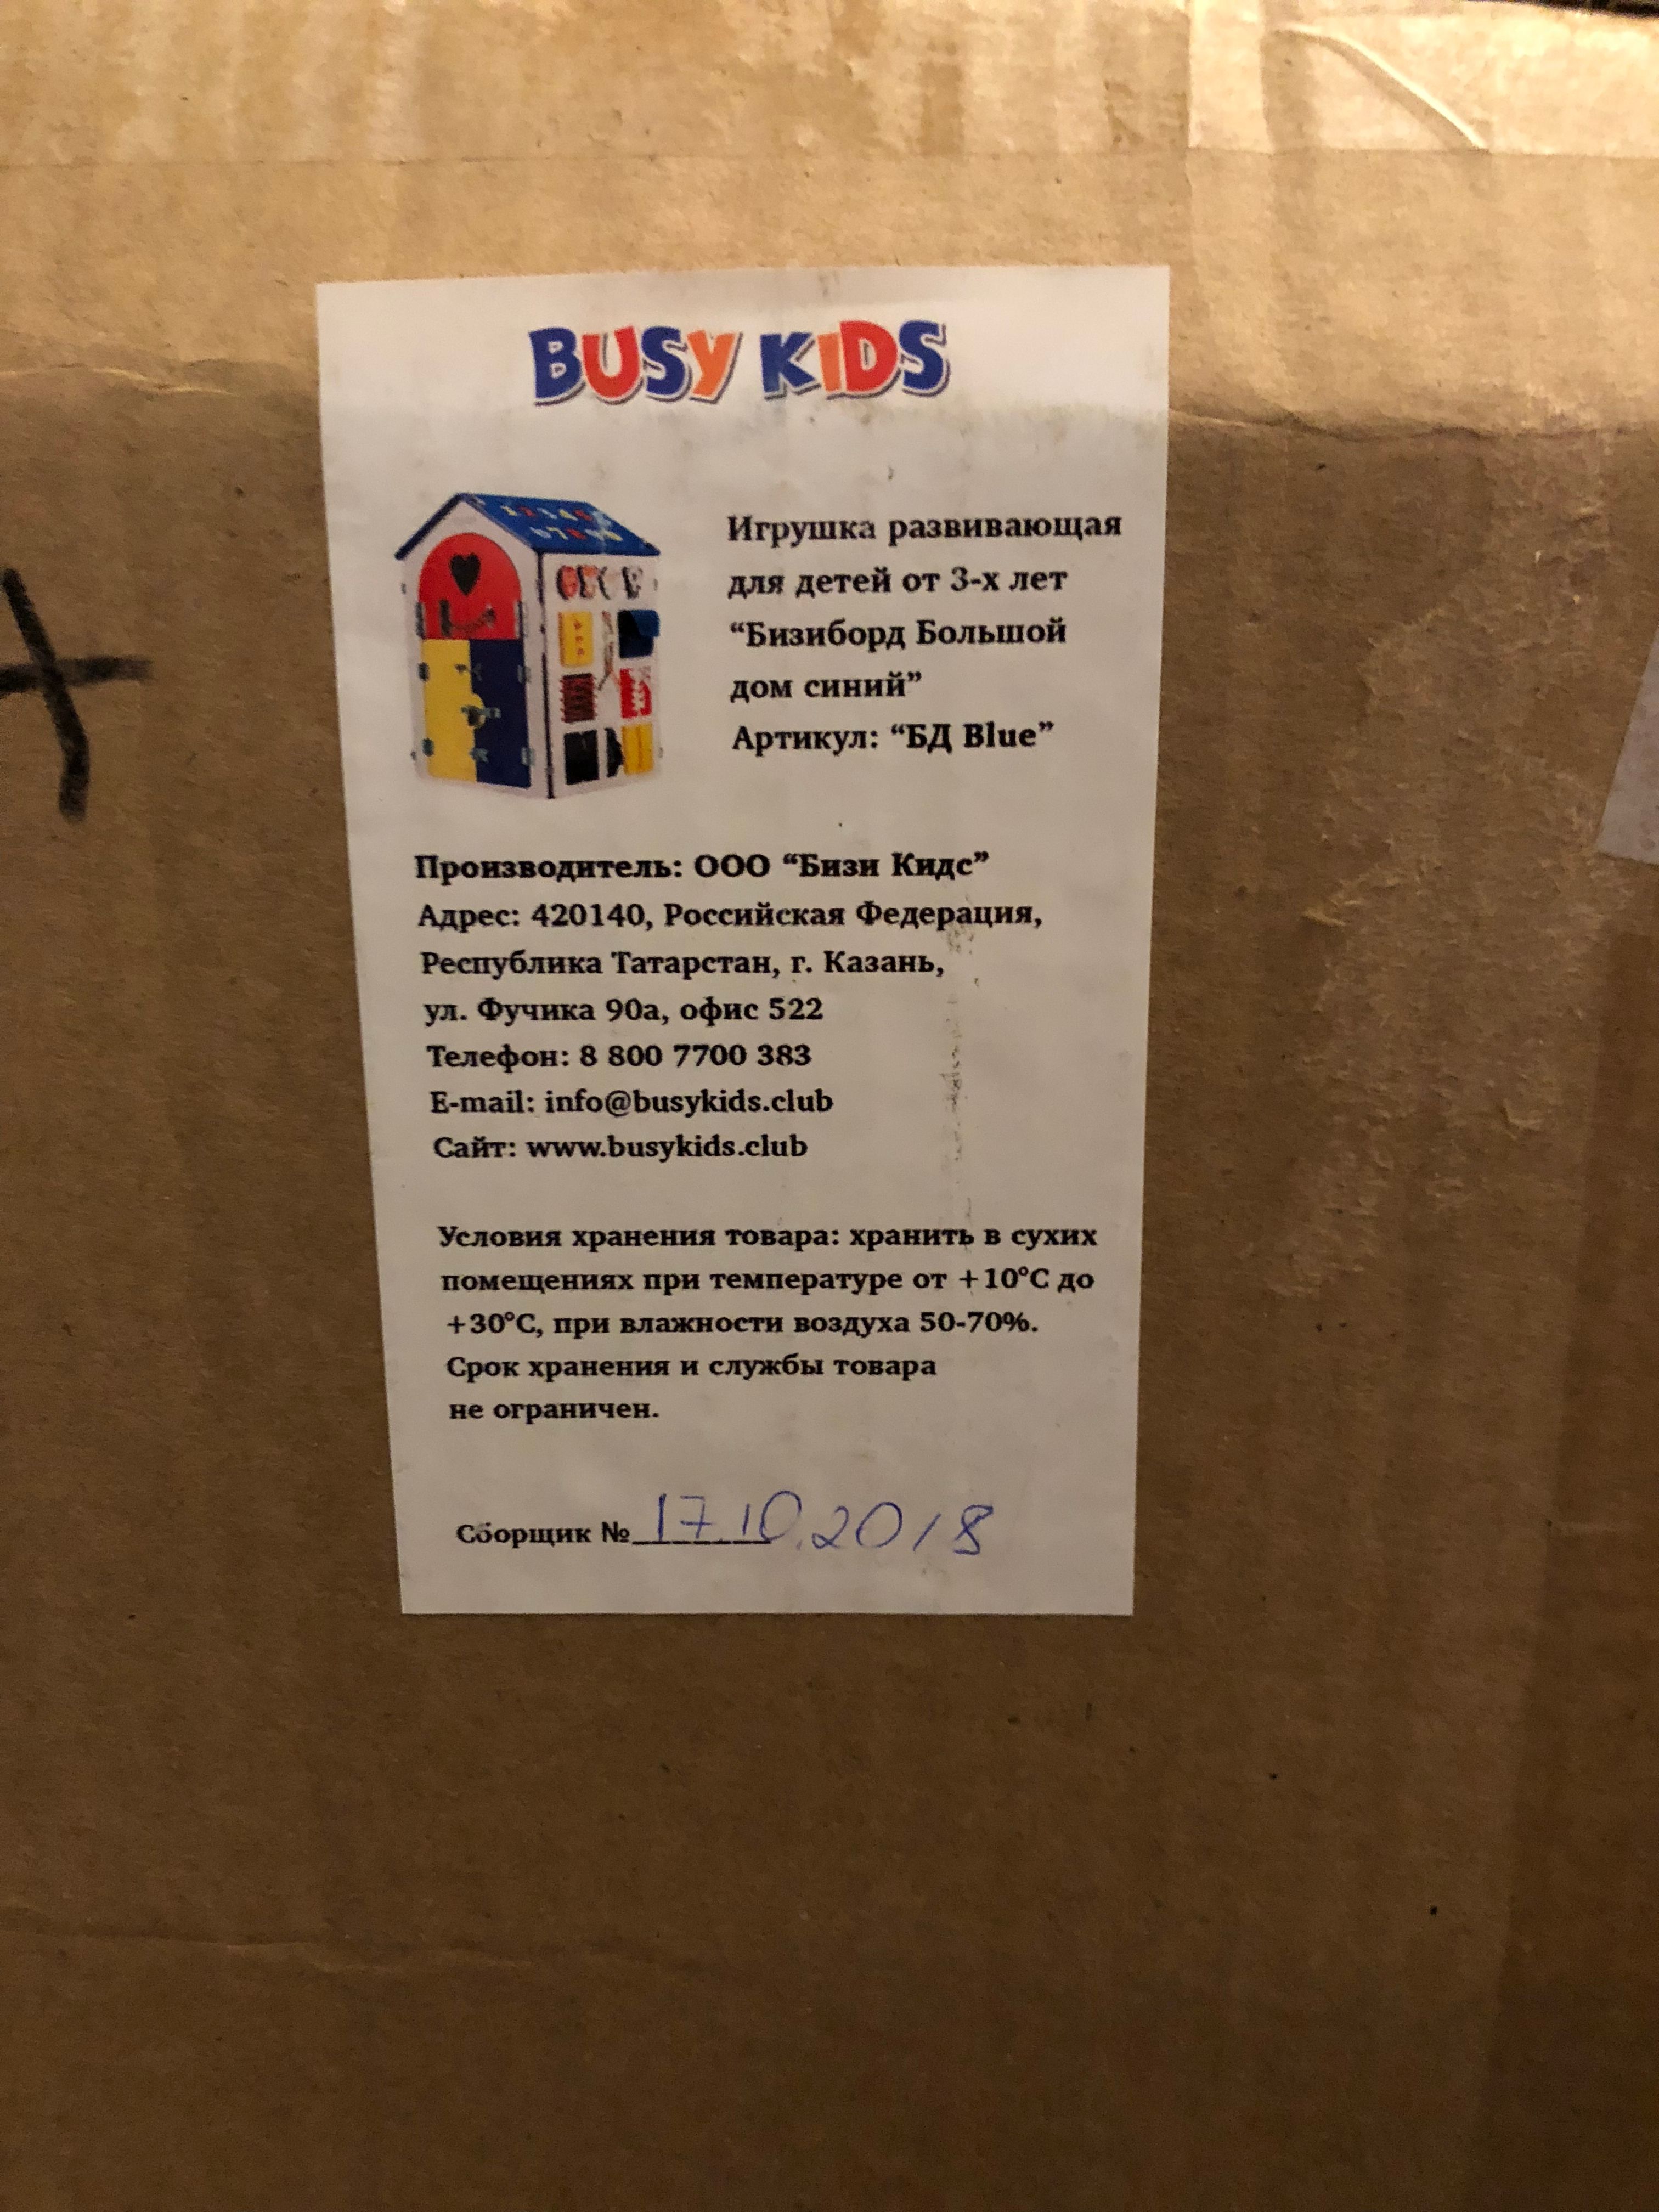 BUSY KIDS
Игрушка развивающая
для детей от 3-х лет
“Бизиборд Большой
дом синий”
Артикул: “БД Blue”
Производитель: ООО “Бизи Кидс”
Адрес: 420140, Российская Федерация,
Республика Татарстан, г. Казань,
ул. Фучика 90а, офис 522
Телефон: 8 800 7700 383
E-mail: info@busykids.club
Сайт: www.busykids.club
Условия хранения товара: хранить в сухих
помещениях при температуре от +10°С до
+30°С, при влажности воздуха 50-70%.
Срок хранения и службы товара
не ограничен.
Сборщик № 17.10.2018